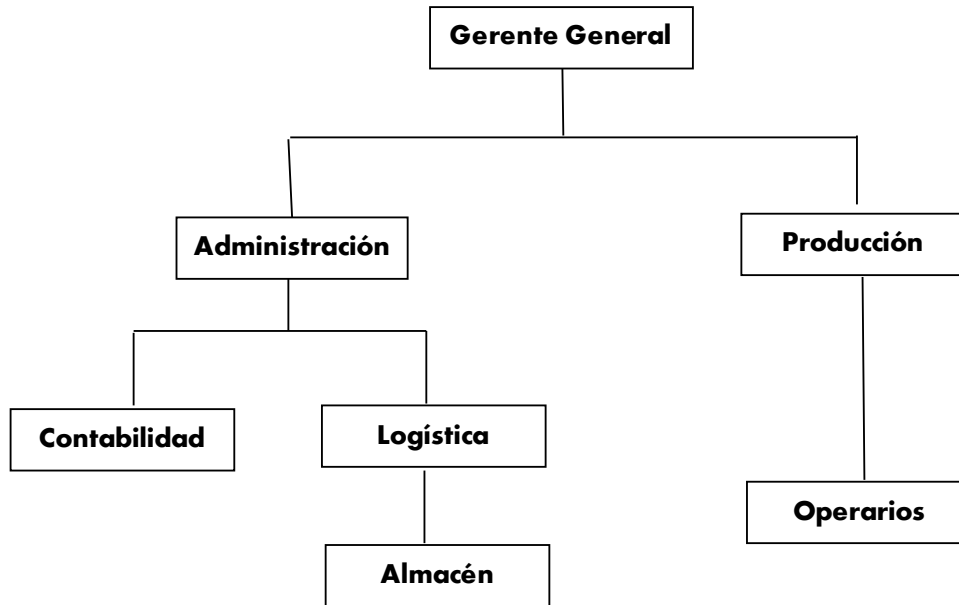 Gerente General
Administración
Producción
Contabilidad
Logística
Operarios
Almacén